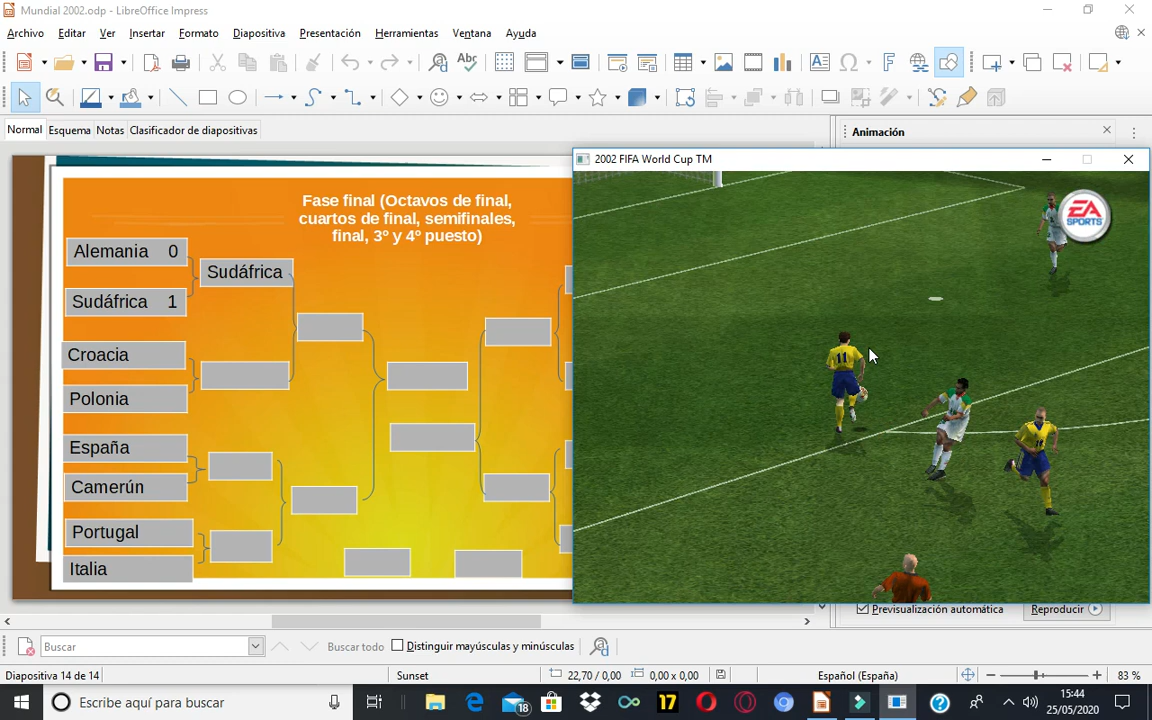 Mundial 2002.odp - LibreOffice Impress
Archivo Editar Ver Insertar Formato Diapositiva Presentación Herramientas Ventana Ayuda
Normal Esquema Notas Clasificador de diapositivas
Animación
2002 FIFA World Cup TM
Fase final (Octavos de final,
cuartos de final, semifinales,
final, 3º y 4º puesto)
Alemania 0
Sudáfrica
Sudáfrica 1
Croacia
Polonia
España
Camerún
Portugal
Italia
EA
SPORTS
11
Previsualización automática Reproducir
Buscar Buscar todo Distinguir mayúsculas y minúsculas
Diapositiva 14 de 14 Sunset 22,70 / 0,00 0,00 x 0,00 Español (España) 83 %
Escribe aquí para buscar
18
17
15:44
25/05/2020